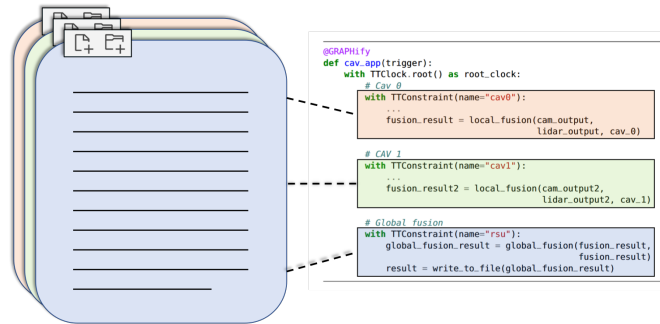 @GRAPHify
def cav_app(trigger):
with TTClock.root() as root_clock:
# Cav 0
with TTConstraint(name="cav0"):
...
fusion_result = local_fusion(cam_output,
lidar_output, cav_0)
# CAV 1
with TTConstraint(name="cav1"):
...
fusion_result2 = local_fusion(cam_output2,
lidar_output2, cav_1)
# Global fusion
with TTConstraint(name="rsu"):
global_fusion_result = global_fusion(fusion_result,
fusion_result)
result = write_to_file(global_fusion_result)